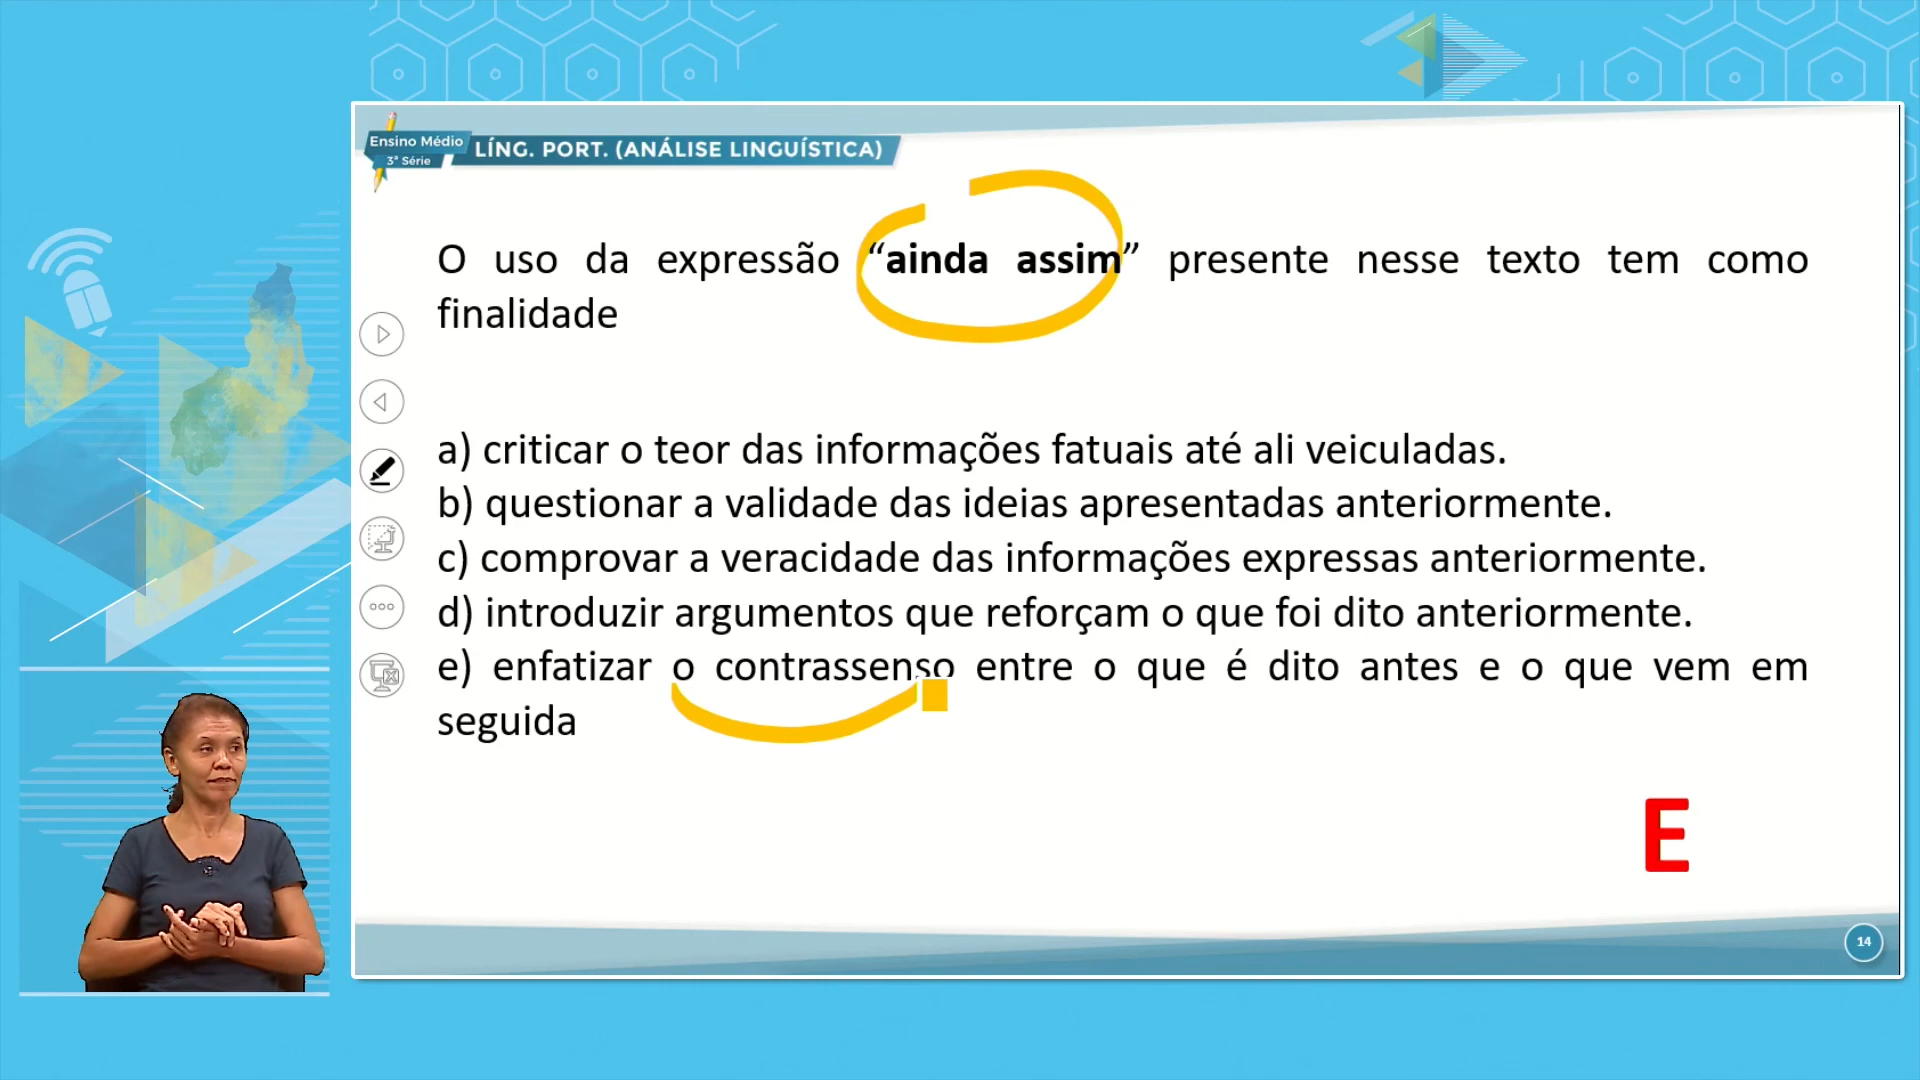 Ensino Médio
3ª Série
LÍNG. PORT. (ANÁLISE LINGUÍSTICA)
O uso da expressão “ainda assim” presente nesse texto tem como
finalidade
a) criticar o teor das informações fatuais até ali veiculadas.
b) questionar a validade das ideias apresentadas anteriormente.
c) comprovar a veracidade das informações expressas anteriormente.
d) introduzir argumentos que reforçam o que foi dito anteriormente.
e) enfatizar o contrassenso entre o que é dito antes e o que vem em
seguida
E
14